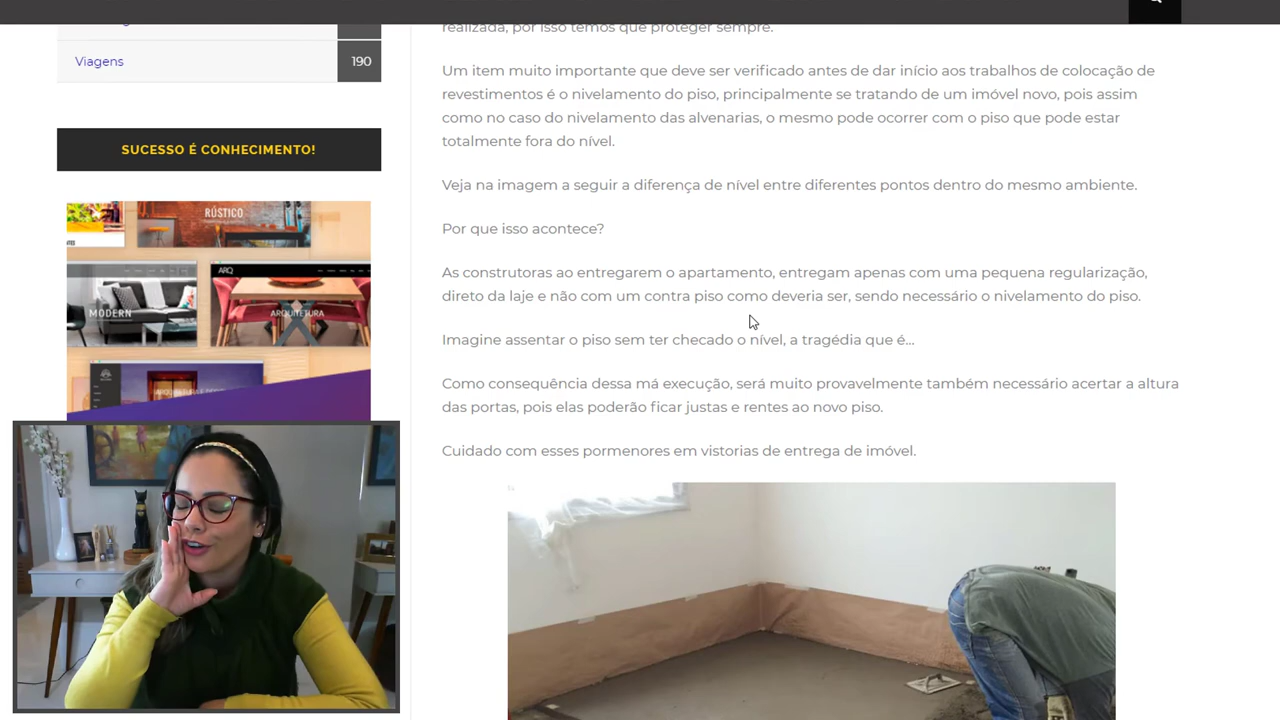 realizada, por isso temos que proteger sempre.
Viagens 190
Um item muito importante que deve ser verificado antes de dar início aos trabalhos de colocação de
revestimentos é o nivelamento do piso, principalmente se tratando de um imóvel novo, pois assim
como no caso do nivelamento das alvenarias, o mesmo pode ocorrer com o piso que pode estar
totalmente fora do nível.
SUCESSO É CONHECIMENTO!
Veja na imagem a seguir a diferença de nível entre diferentes pontos dentro do mesmo ambiente.
RÚSTICO
Por que isso acontece?
ARQ
As construtoras ao entregarem o apartamento, entregam apenas com uma pequena regularização,
direto da laje e não com um contra piso como deveria ser, sendo necessário o nivelamento do piso.
MODERN
ARQUITETURA
Imagine assentar o piso sem ter checado o nível, a tragédia que é...
Como consequência dessa má execução, será muito provavelmente também necessário acertar a altura
das portas, pois elas poderão ficar justas e rentes ao novo piso.
Cuidado com esses pormenores em vistorias de entrega de imóvel.